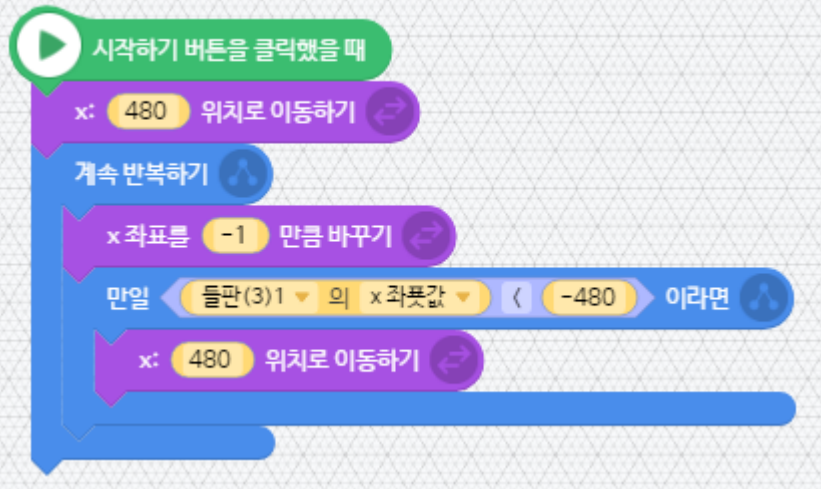 시작하기 버튼을 클릭했을 때
x: 480 위치로 이동하기
계속 반복하기
x 좌표를 -1 만큼 바꾸기
만일 들판(3)1 의 x 좌푯값 < -480 이라면
x: 480 위치로 이동하기